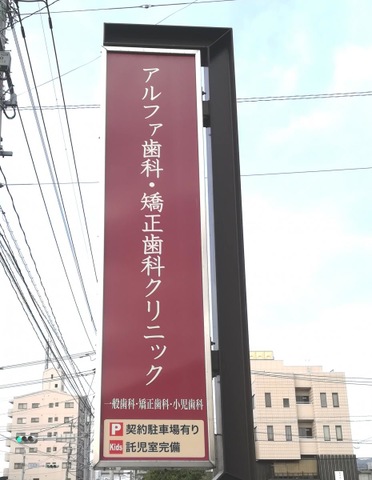 アルファ歯科・矯正歯科クリニック
一般歯科・矯正歯科・小児歯科
P 契約駐車場有り
Kids 託児室完備